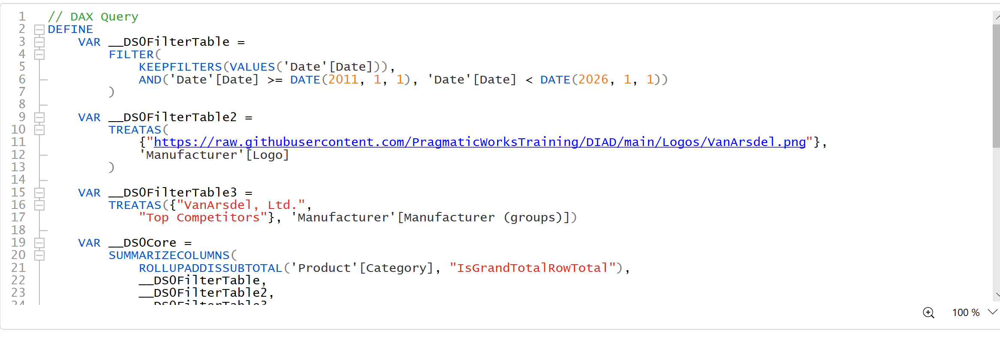 1 // DAX Query
2 DEFINE
3 VAR __DS0FilterTable =
4 FILTER(
5 KEEPFILTERS(VALUES('Date'[Date])),
6 AND('Date'[Date] >= DATE(2011, 1, 1), 'Date'[Date] < DATE(2026, 1, 1))
7 )
8
9 VAR __DS0FilterTable2 =
10 TREATAS(
11 {"https://raw.githubusercontent.com/PragmaticWorksTraining/DIAD/main/Logos/VanArsdel.png"},
12 'Manufacturer'[Logo]
13 )
14
15 VAR __DS0FilterTable3 =
16 TREATAS({"VanArsdel, Ltd.",
17 "Top Competitors"}, 'Manufacturer'[Manufacturer (groups)])
18
19 VAR __DS0Core =
20 SUMMARIZECOLUMNS(
21 ROLLUPADDISSUBTOTAL('Product'[Category], "IsGrandTotalRowTotal"),
22 __DS0FilterTable,
23 __DS0FilterTable2,
24 __DS0FilterTable3
100 %